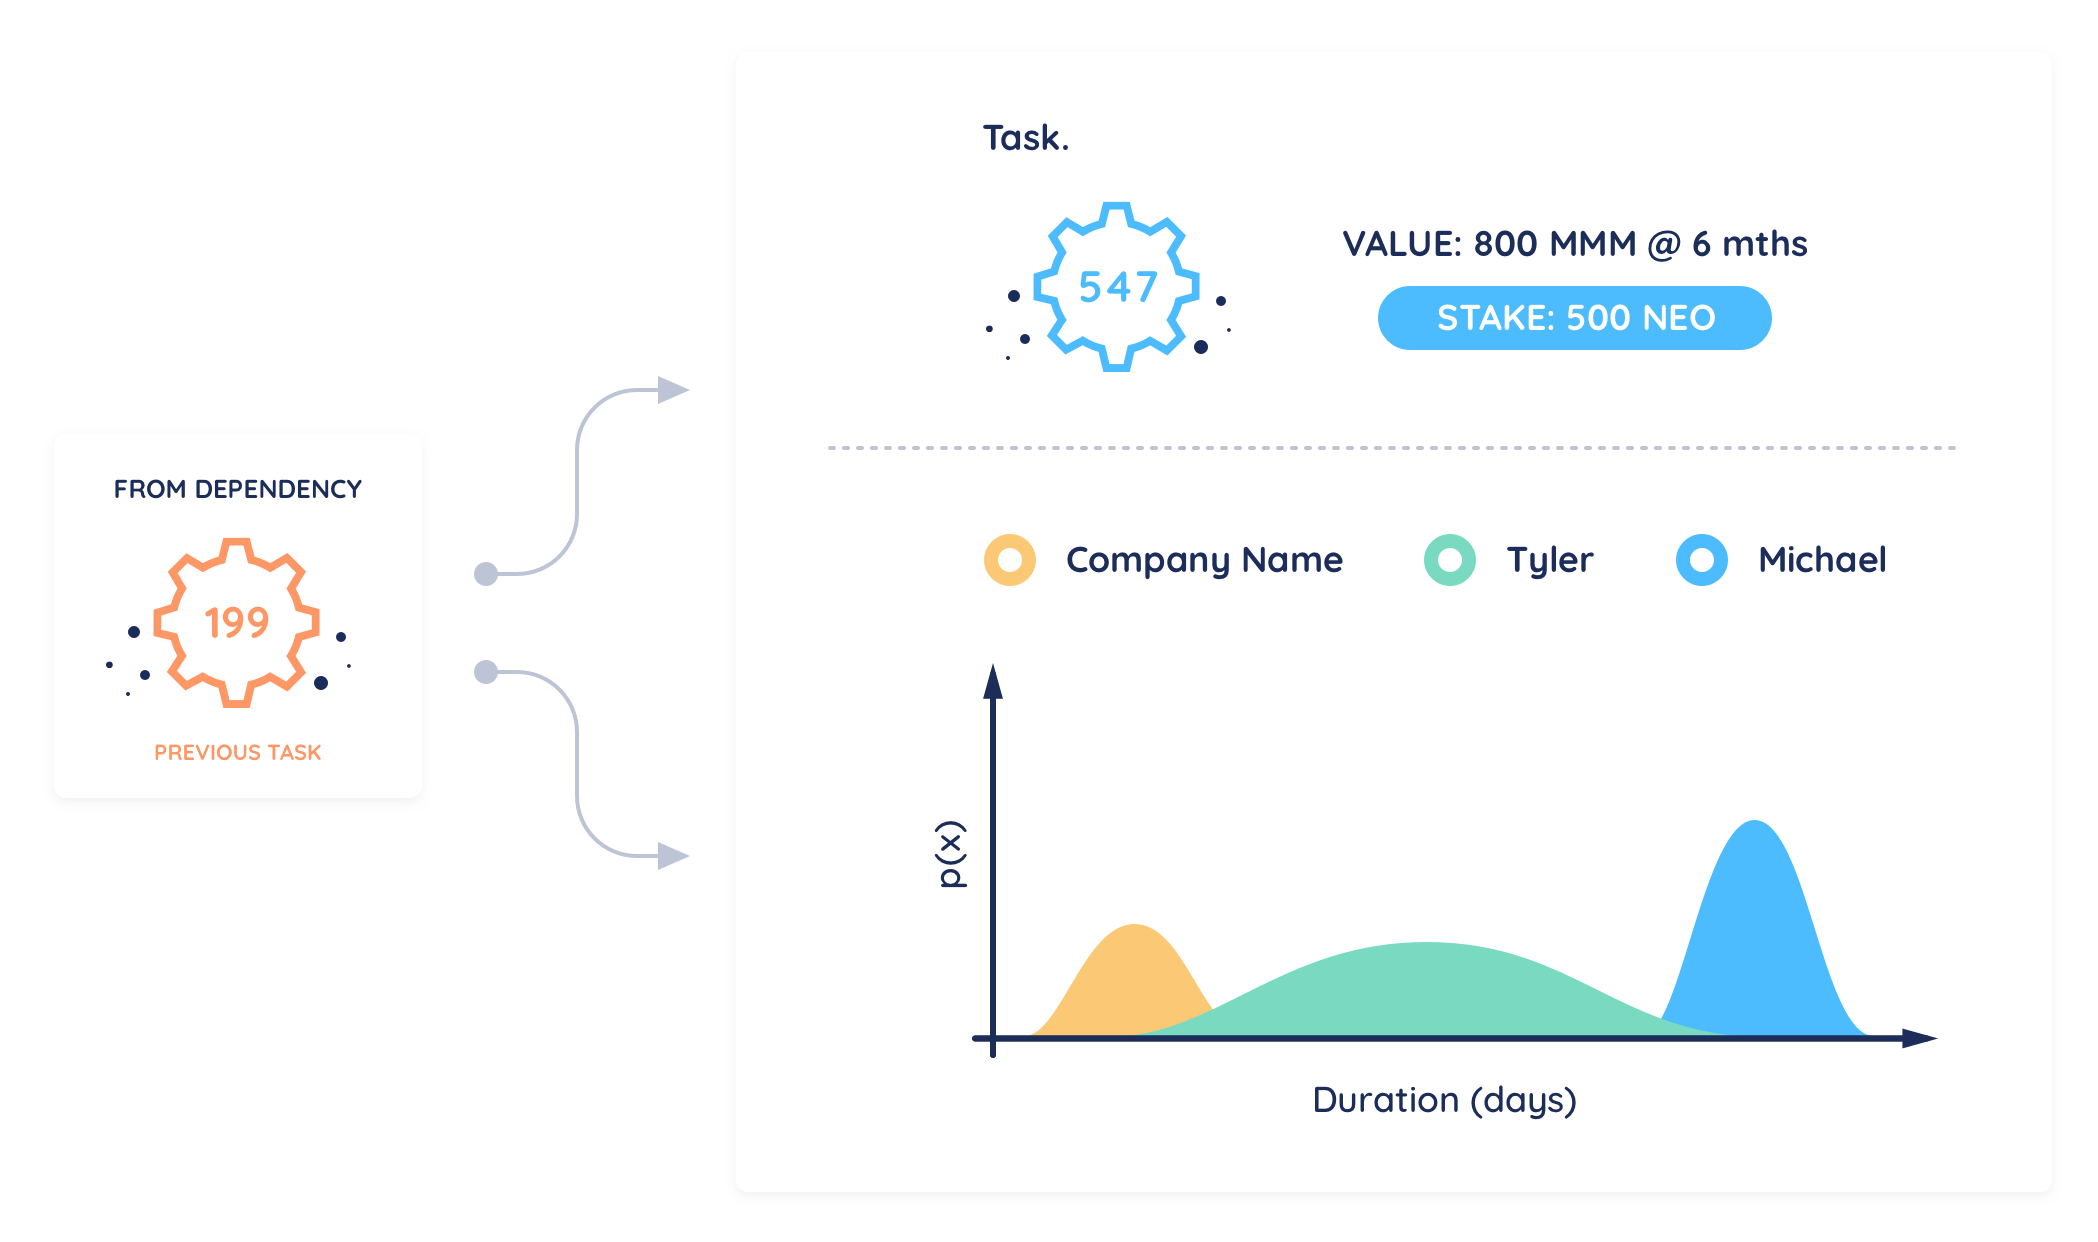 FROM DEPENDENCY
199
PREVIOUS TASK
Task.
547
VALUE: 800 MMM @ 6 mths
STAKE: 500 NEO
Company Name
Tyler
Michael
p(x)
Duration (days)